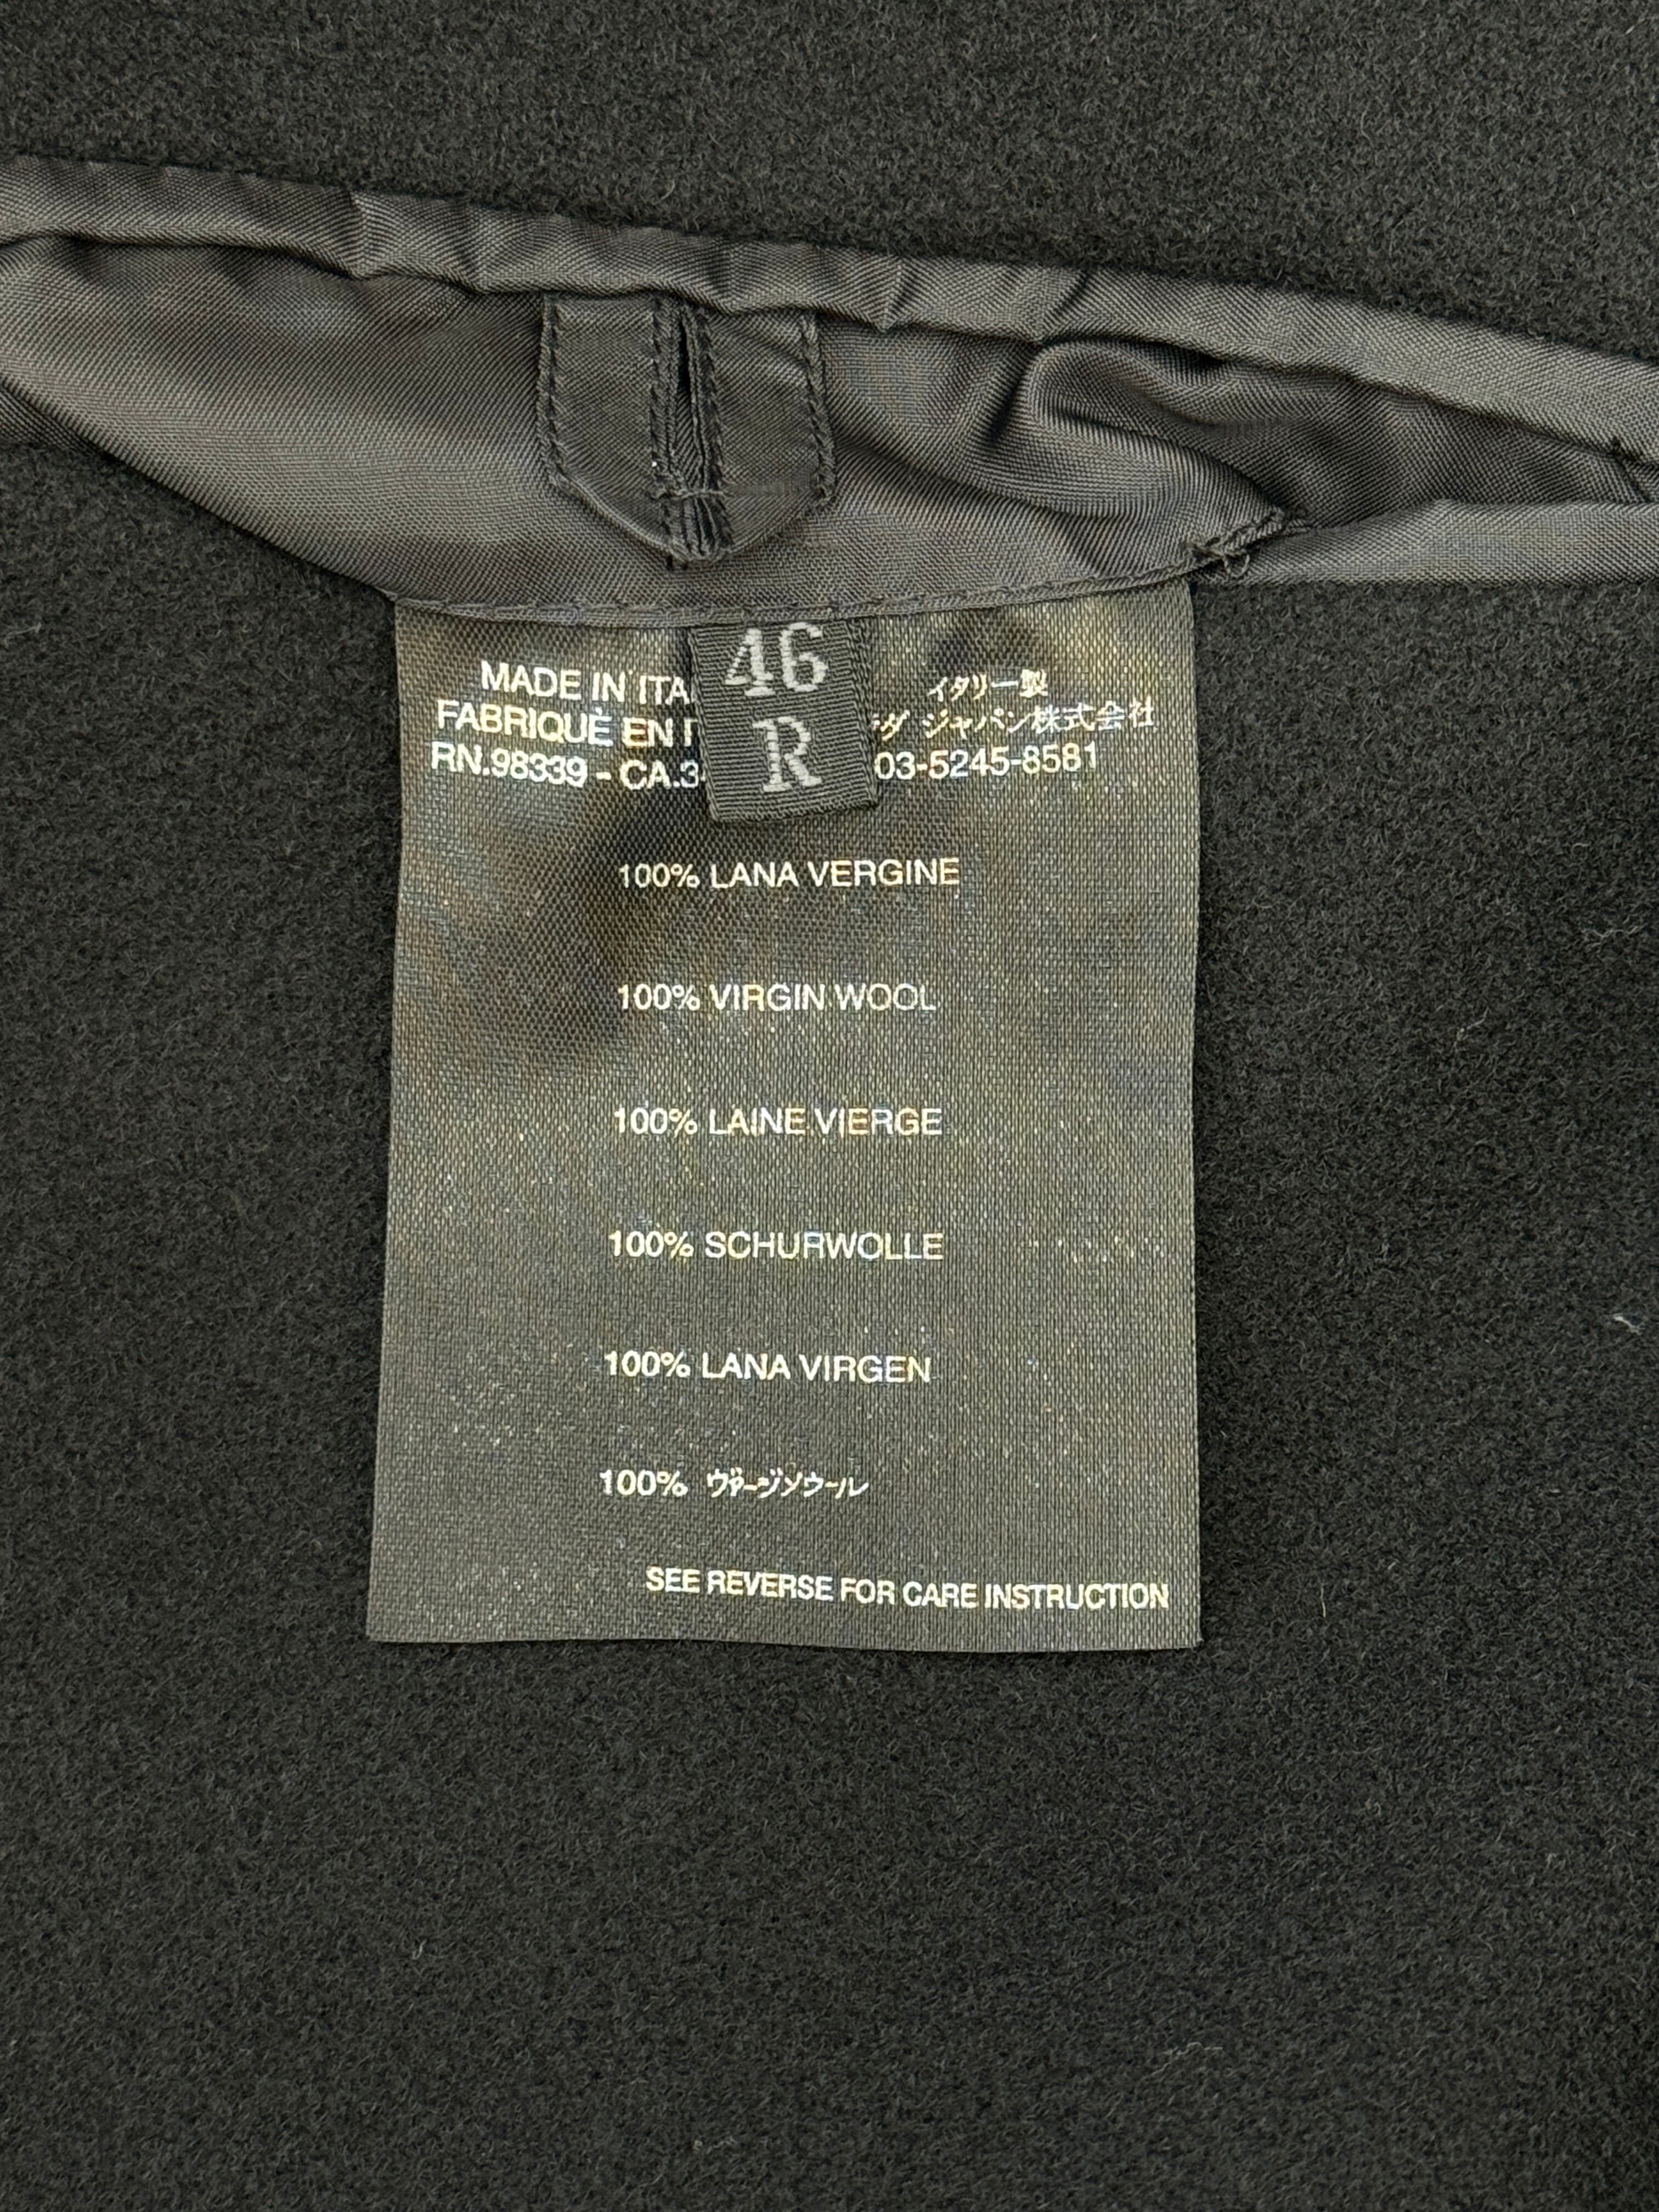 46
R
MADE IN ITA イタリー製
FABRIQUÈ EN ダ ジャパン株式会社
RN.98339 - CA.3 03-5245-8581
100% LANA VERGINE
100% VIRGIN WOOL
100% LAINE VIERGE
100% SCHURWOLLE
100% LANA VIRGEN
100% ヴァージンウール
SEE REVERSE FOR CARE INSTRUCTION